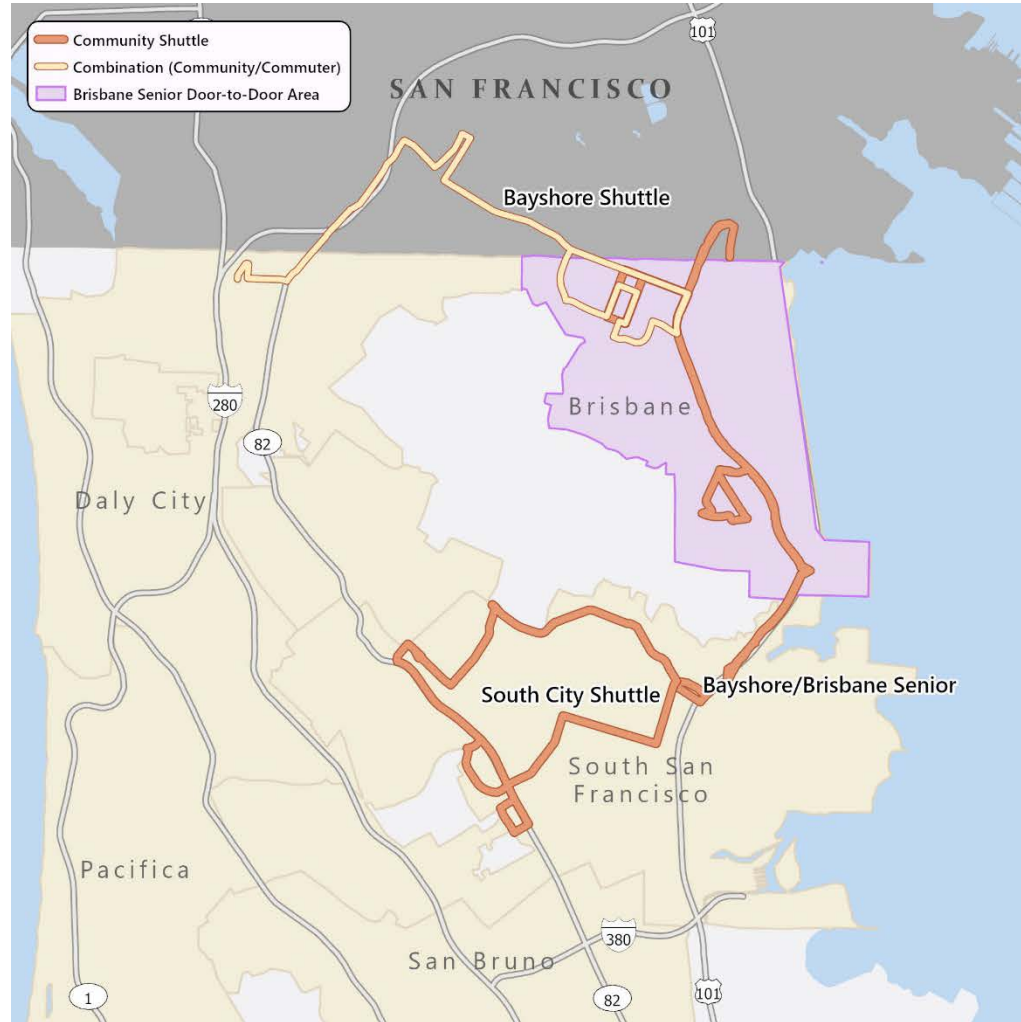 101
Community Shuttle
Combination (Community/Commuter)
Brisbane Senior Door-to-Door Area
SAN FRANCISCO
Bayshore Shuttle
280
Brisbane
82
Daly City
South City Shuttle
Bayshore/Brisbane Senior
South San
Francisco
Pacifica
380
San Bruno
1
82
101